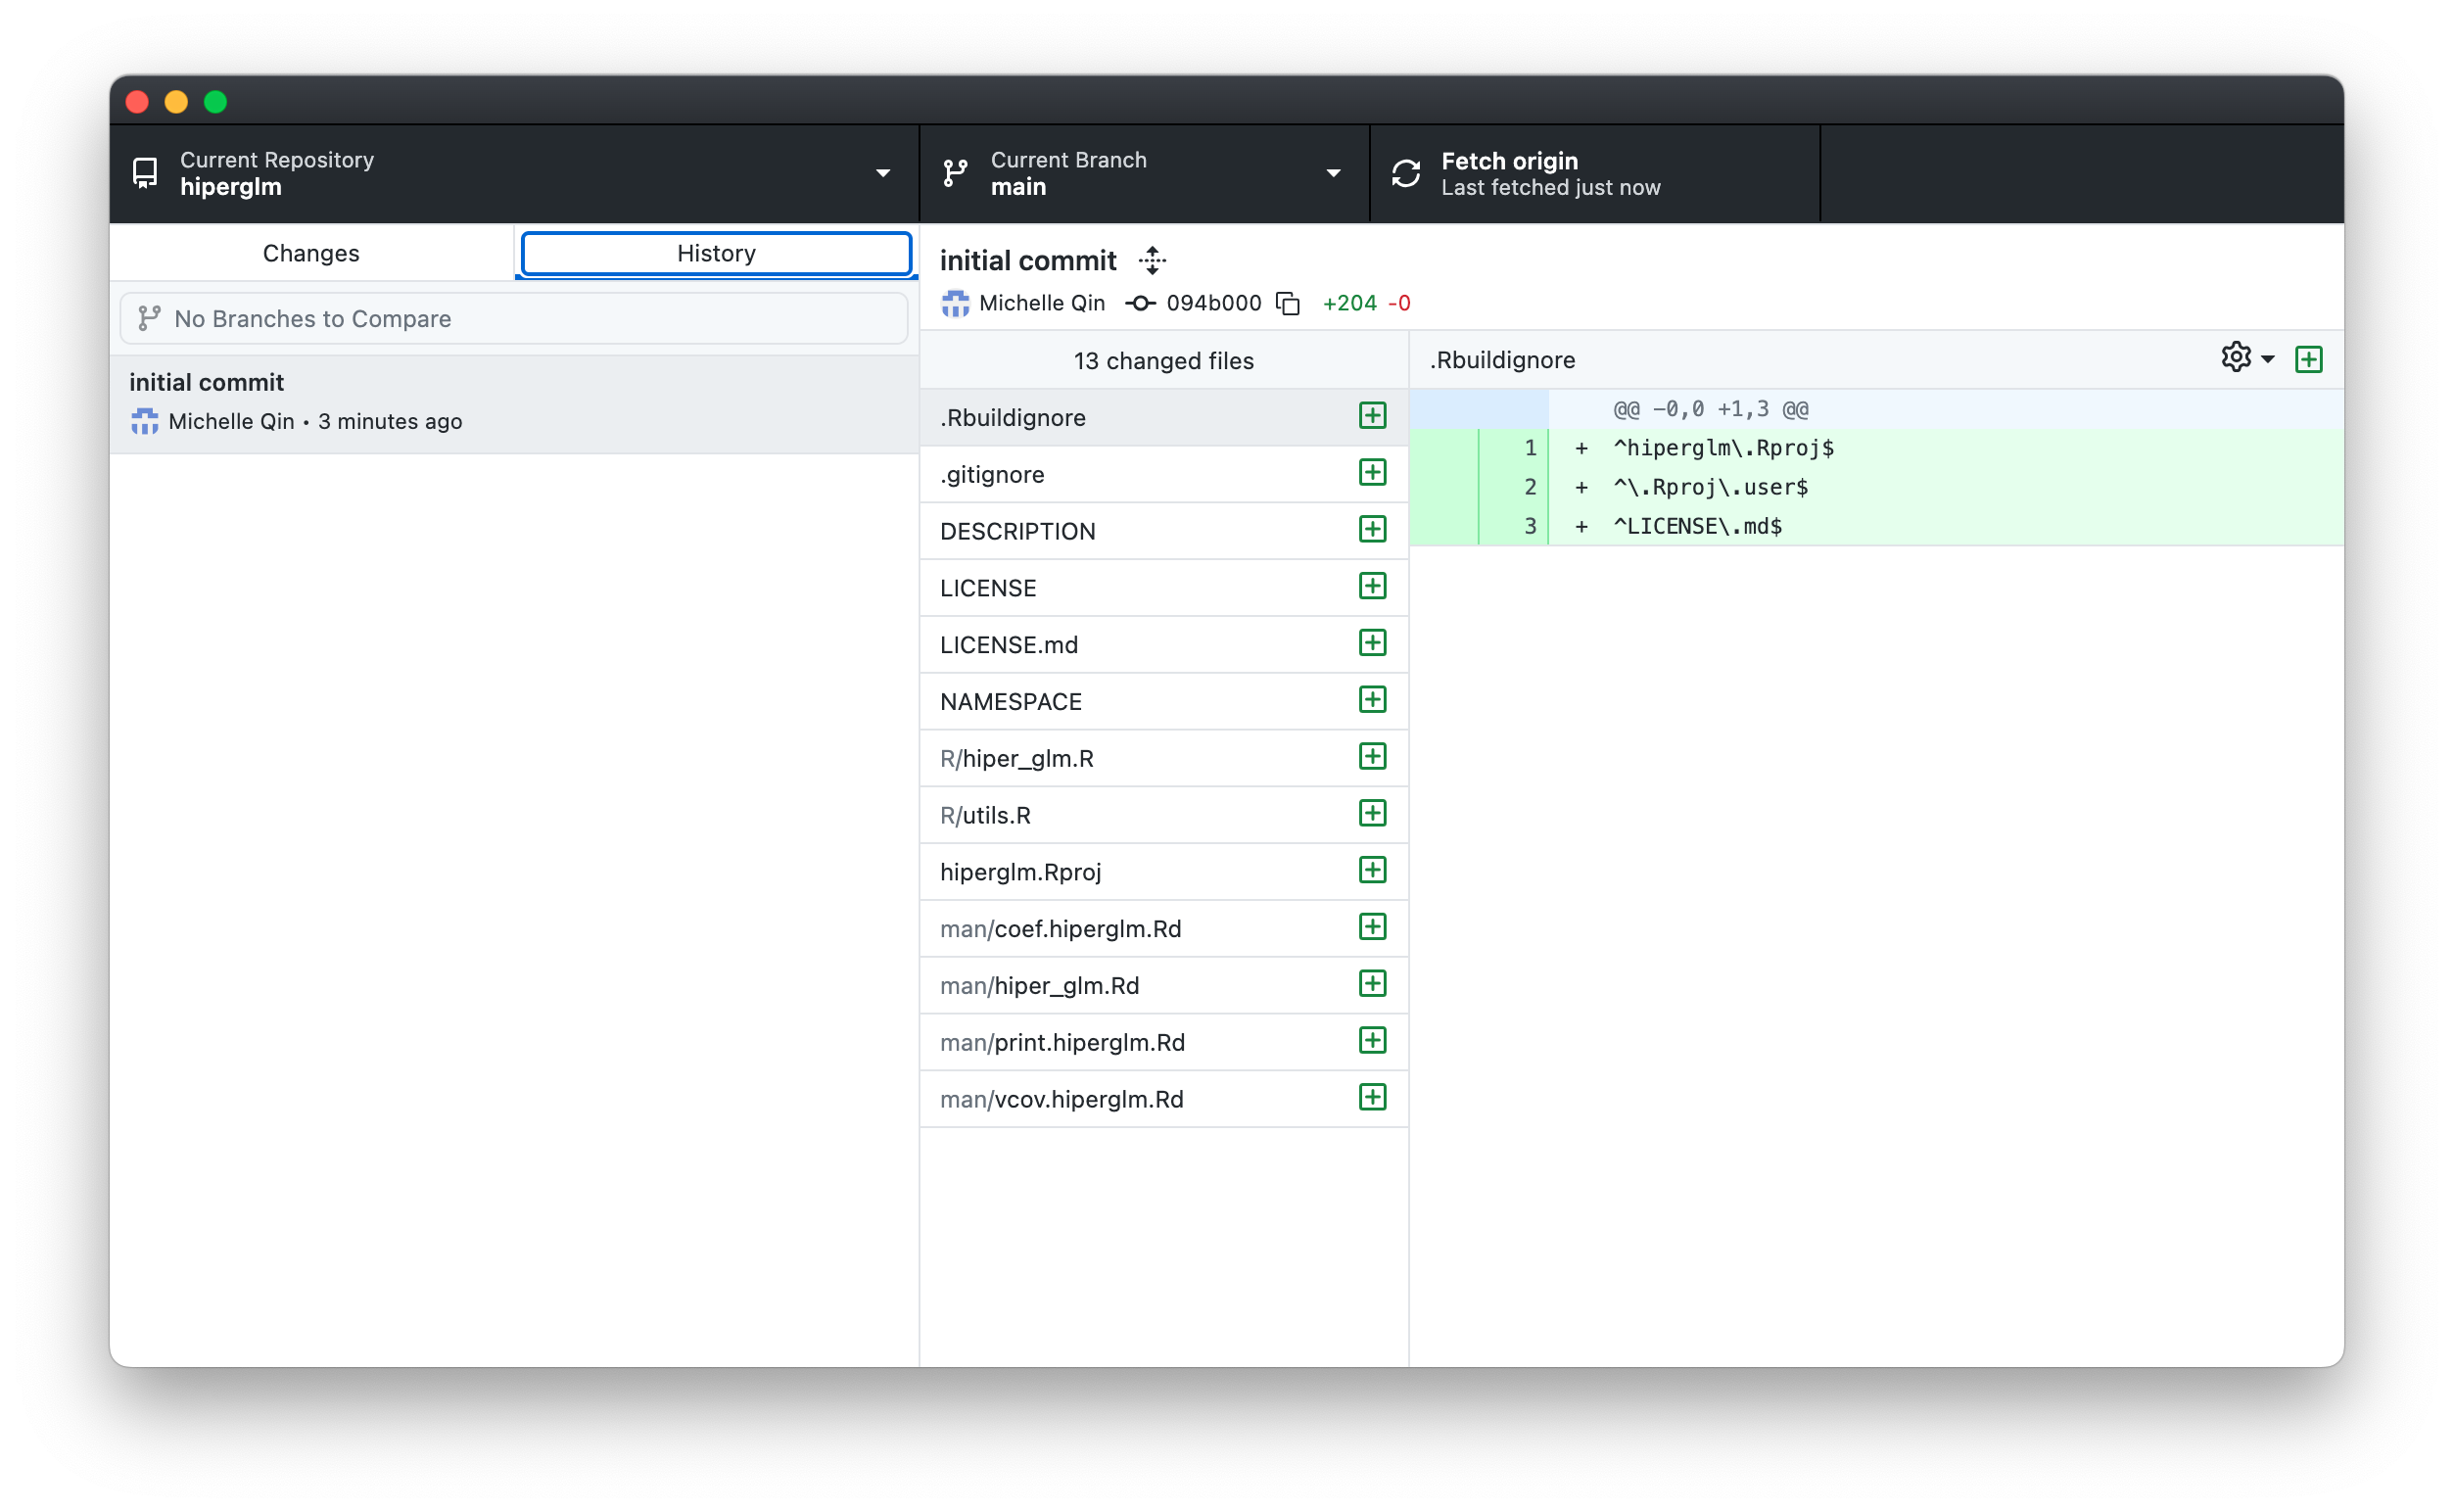 Current Repository
hiperglm
Current Branch
main
Fetch origin
Last fetched just now
Changes
History
No Branches to Compare
initial commit
Michelle Qin • 3 minutes ago
initial commit
Michelle Qin 094b000 +204 -0
13 changed files
.Rbuildignore
.gitignore
DESCRIPTION
LICENSE
LICENSE.md
NAMESPACE
R/hiper_glm.R
R/utils.R
hiperglm.Rproj
man/coef.hiperglm.Rd
man/hiper_glm.Rd
man/print.hiperglm.Rd
man/vcov.hiperglm.Rd
.Rbuildignore
@@ -0,0 +1,3 @@
1 + ^hiperglm\.Rproj$
2 + ^\.Rproj\.user$
3 + ^LICENSE\.md$